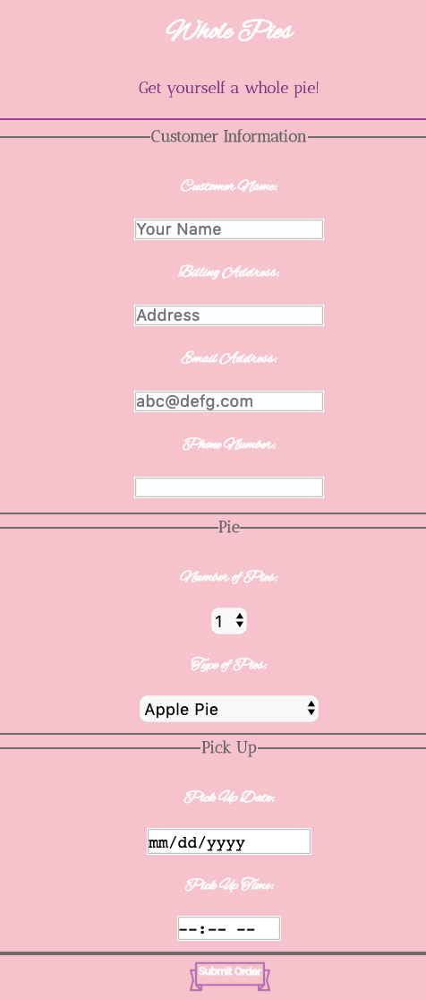 Whole Pies
Get yourself a whole pie!
Customer Information
Customer Name:
Your Name
Billing Address:
Address
Email Address:
abc@defg.com
Phone Number:
Pie
Number of Pies:
1
Type of Pies:
Apple Pie
Pick Up
Pick Up Date:
mm/dd/yyyy
Pick Up Time:
--:-- --
Submit Order